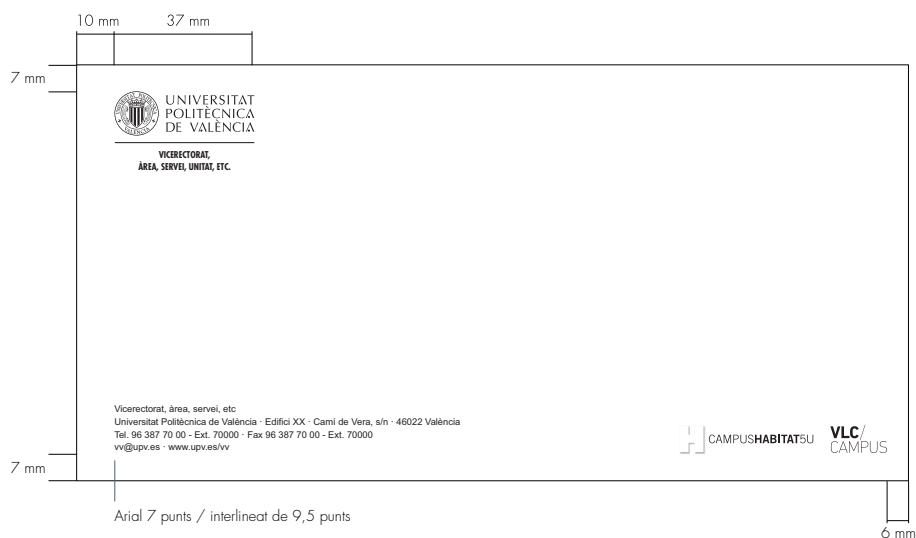 10 mm
37 mm
7 mm
UNIVERSITAT POLITÈCNICA
VALÈNCIA
UNIVERSITAT
POLITÈCNICA
DE VALÈNCIA
VICERECTORAT,
ÀREA, SERVEI, UNITAT, ETC.
Vicerectorat, àrea, servei, etc
Universitat Politècnica de València · Edifici XX · Camí de Vera, s/n · 46022 València
Tel. 96 387 70 00 - Ext. 70000 · Fax 96 387 70 00 - Ext. 70000
vv@upv.es · www.upv.es/vv
H CAMPUSHABITAT5U
VLC/
CAMPUS
7 mm
Arial 7 punts / interlineat de 9,5 punts
6 mm